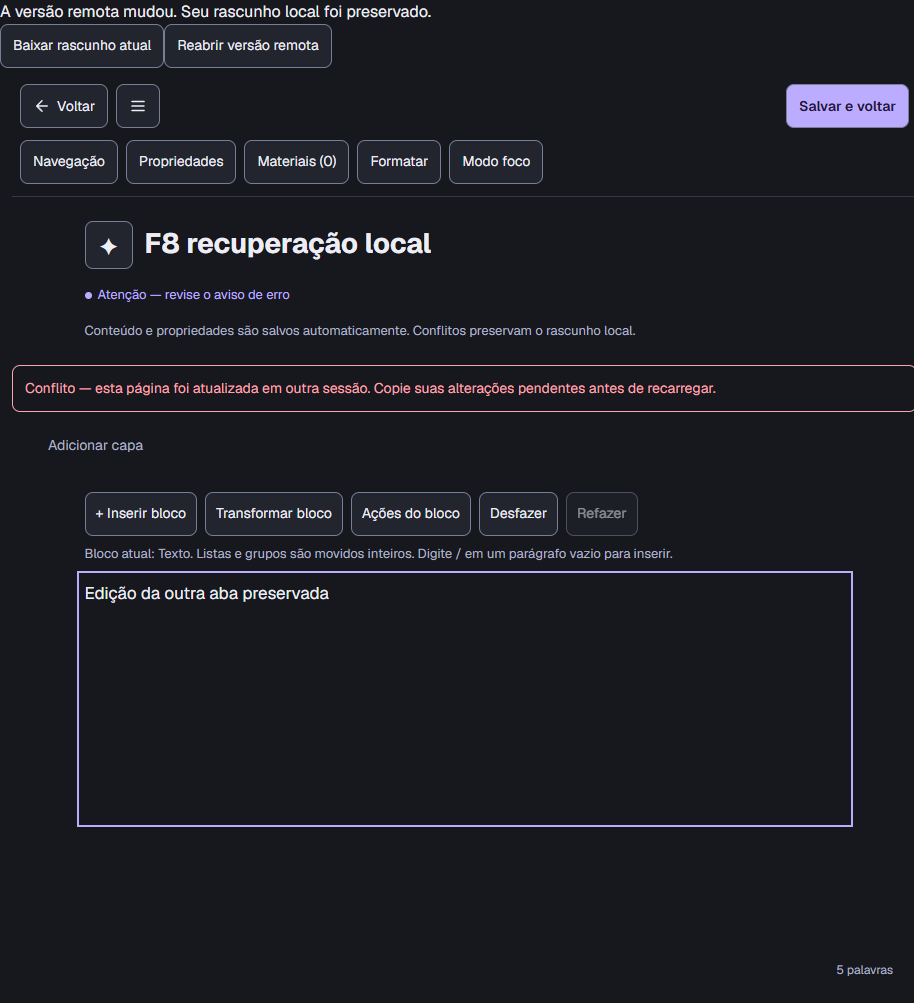 A versão remota mudou. Seu rascunho local foi preservado.
Baixar rascunho atual Reabrir versão remota
Voltar Salvar e voltar
Navegação Propriedades Materiais (0) Formatar Modo foco
F8 recuperação local
Atenção — revise o aviso de erro
Conteúdo e propriedades são salvos automaticamente. Conflitos preservam o rascunho local.
Conflito — esta página foi atualizada em outra sessão. Copie suas alterações pendentes antes de recarregar.
Adicionar capa
+ Inserir bloco Transformar bloco Ações do bloco Desfazer Refazer
Bloco atual: Texto. Listas e grupos são movidos inteiros. Digite / em um parágrafo vazio para inserir.
Edição da outra aba preservada
5 palavras